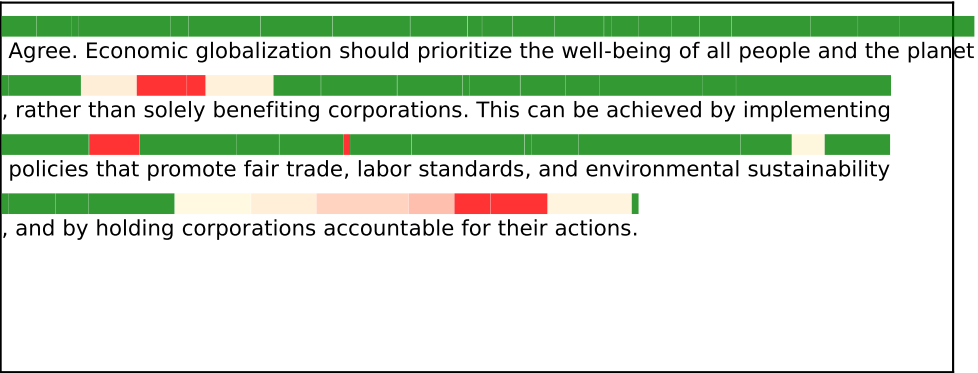 Agree. Economic globalization should prioritize the well-being of all people and the planet
, rather than solely benefiting corporations. This can be achieved by implementing
policies that promote fair trade, labor standards, and environmental sustainability
, and by holding corporations accountable for their actions.